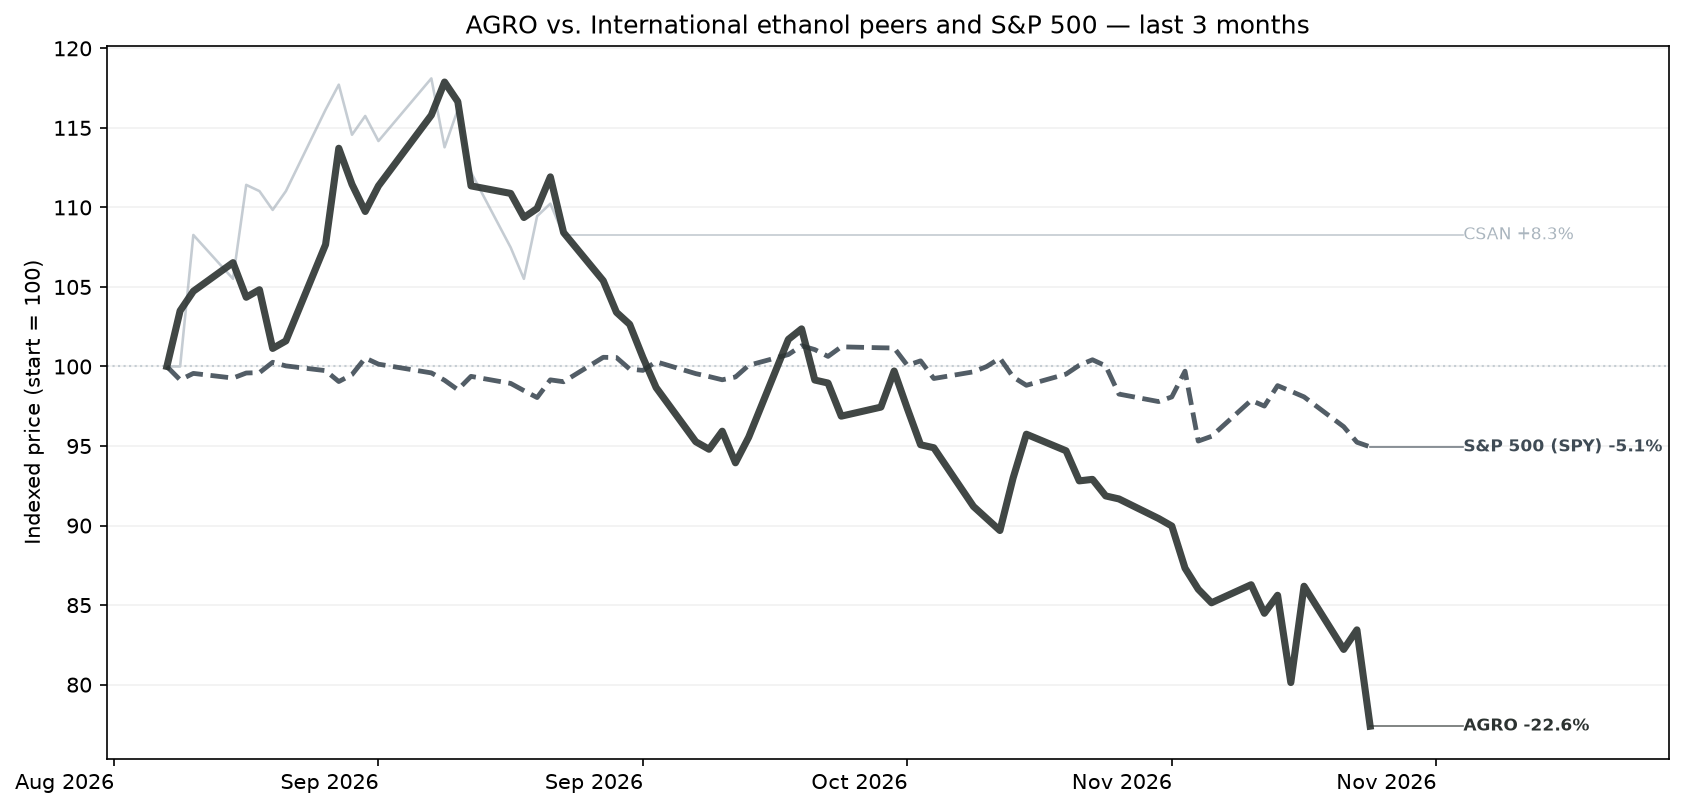 AGRO vs. International ethanol peers and S&P 500 — last 3 months
Indexed price (start = 100)
120
115
110
105
100
95
90
85
80
CSAN +8.3%
S&P 500 (SPY) -5.1%
AGRO -22.6%
Aug 2026
Sep 2026
Sep 2026
Oct 2026
Nov 2026
Nov 2026